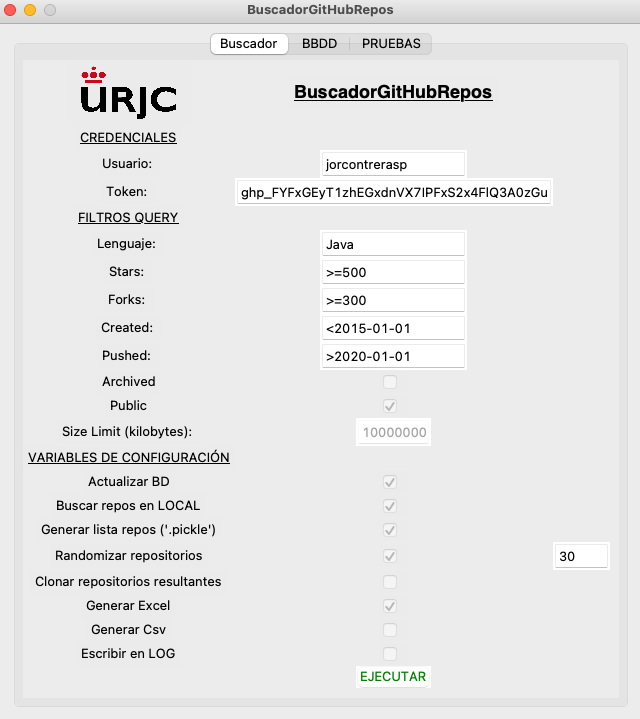 BuscadorGitHubRepos
Buscador BBDD PRUEBAS
URJC
BuscadorGitHubRepos
CREDENCIALES
Usuario: jorcontrerasp
Token:
FILTROS QUERY
Lenguaje: Java
Stars: >=500
Forks: >=300
Created: <2015-01-01
Pushed: >2020-01-01
Archived
Public
Size Limit (kilobytes): 10000000
VARIABLES DE CONFIGURACIÓN
Actualizar BD
Buscar repos en LOCAL
Generar lista repos ('.pickle')
Randomizar repositorios 30
Clonar repositorios resultantes
Generar Excel
Generar Csv
Escribir en LOG
EJECUTAR